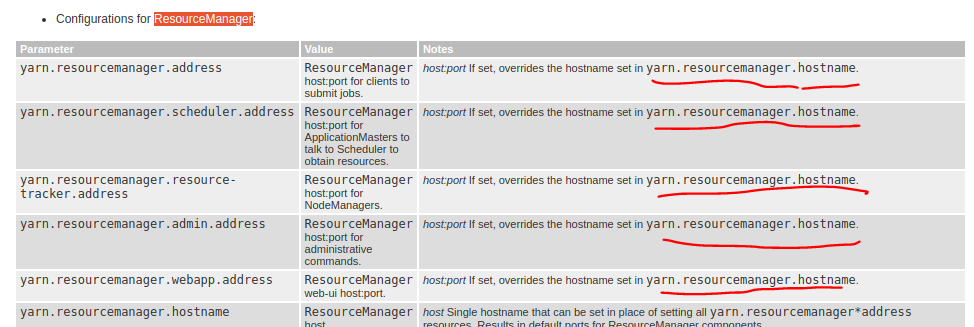 Configurations for ResourceManager:
Parameter Value Notes
yarn.resourcemanager.address ResourceManager host:port If set, overrides the hostname set in yarn.resourcemanager.hostname.
host:port for clients to
submit jobs.
yarn.resourcemanager.scheduler.address ResourceManager host:port If set, overrides the hostname set in yarn.resourcemanager.hostname.
host:port for
ApplicationMasters to
talk to Scheduler to
obtain resources.
yarn.resourcemanager.resource- ResourceManager host:port If set, overrides the hostname set in yarn.resourcemanager.hostname.
tracker.address host:port for
NodeManagers.
yarn.resourcemanager.admin.address ResourceManager host:port If set, overrides the hostname set in yarn.resourcemanager.hostname.
host:port for
administrative
commands.
yarn.resourcemanager.webapp.address ResourceManager host:port If set, overrides the hostname set in yarn.resourcemanager.hostname.
web-ui host:port.
yarn.resourcemanager.hostname ResourceManager host Single hostname that can be set in place of setting all yarn.resourcemanager*address
host. resources. Results in default ports for ResourceManager components.